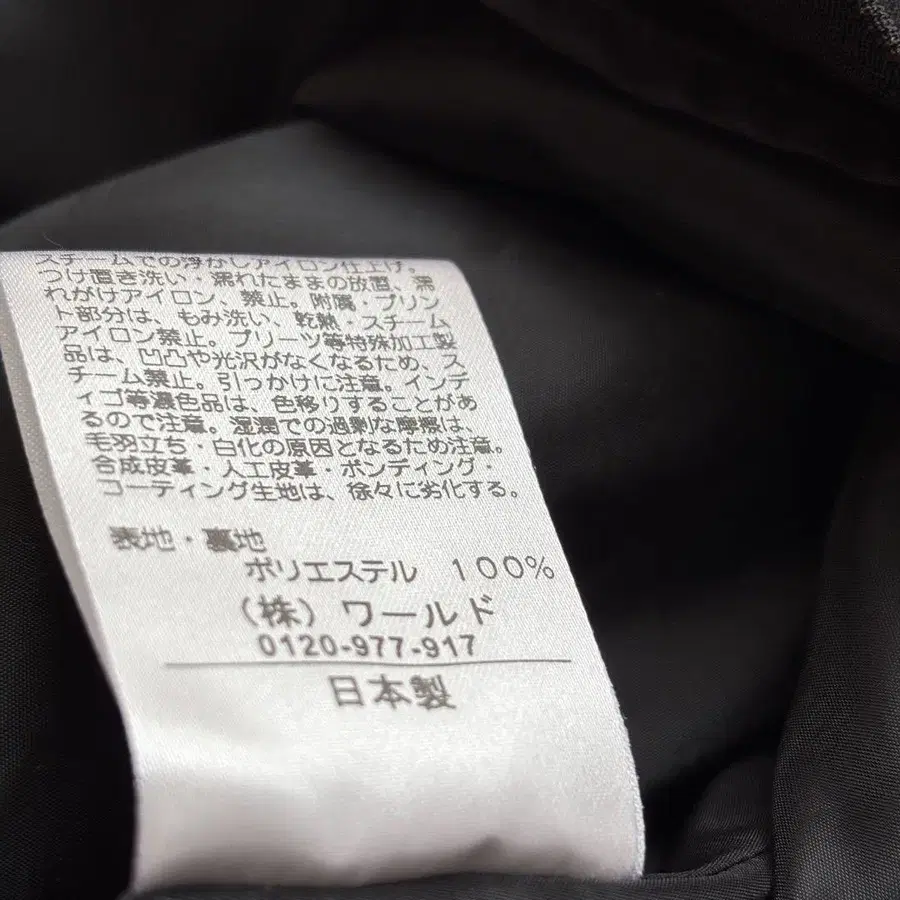 スチームでの浮かしアイロン仕上げ。
つけ置き洗い・濡れたままの放置、濡
れがけアイロン、禁止。附属・プリン
ト部分は、もみ洗い、乾熱・スチーム
アイロン禁止。プリーツ等特殊加工製
品は、凹凸や光沢がなくなるため、ス
チーム禁止。引っかけに注意。インデ
ィゴ等濃色品は、色移りすることがあ
るので注意。湿潤での過剰な摩擦は、
毛羽立ち・白化の原因となるため注意。
合成皮革・人工皮革・ボンディング・
コーティング生地は、徐々に劣化する。
表地・裏地
ポリエステル 100%
(株)ワールド
0120-977-917
日本製